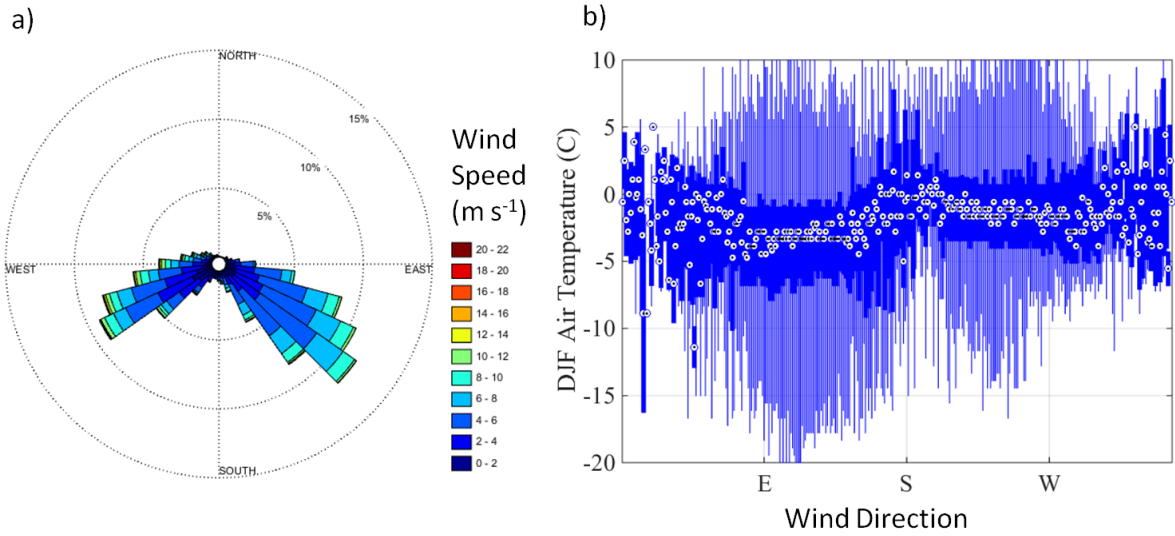 a)
NORTH
15%
10%
5%
WEST
EAST
SOUTH
Wind
Speed
(m s⁻¹)
20 - 22
18 - 20
16 - 18
14 - 16
12 - 14
10 - 12
8 - 10
6 - 8
4 - 6
2 - 4
0 - 2
b)
DJF Air Temperature (C)
10
5
0
-5
-10
-15
-20
E S W
Wind Direction